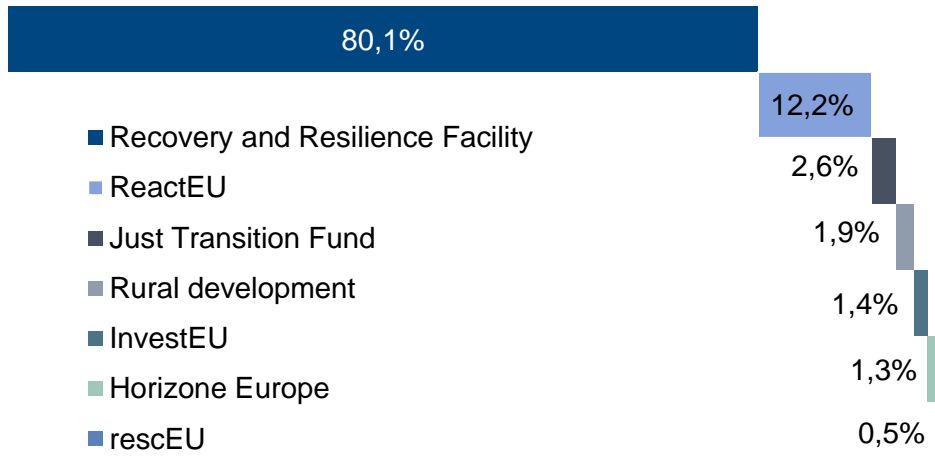 80,1%
12,2%
Recovery and Resilience Facility
2,6%
ReactEU
1,9%
Just Transition Fund
Rural development
1,4%
InvestEU
1,3%
Horizone Europe
0,5%
rescEU